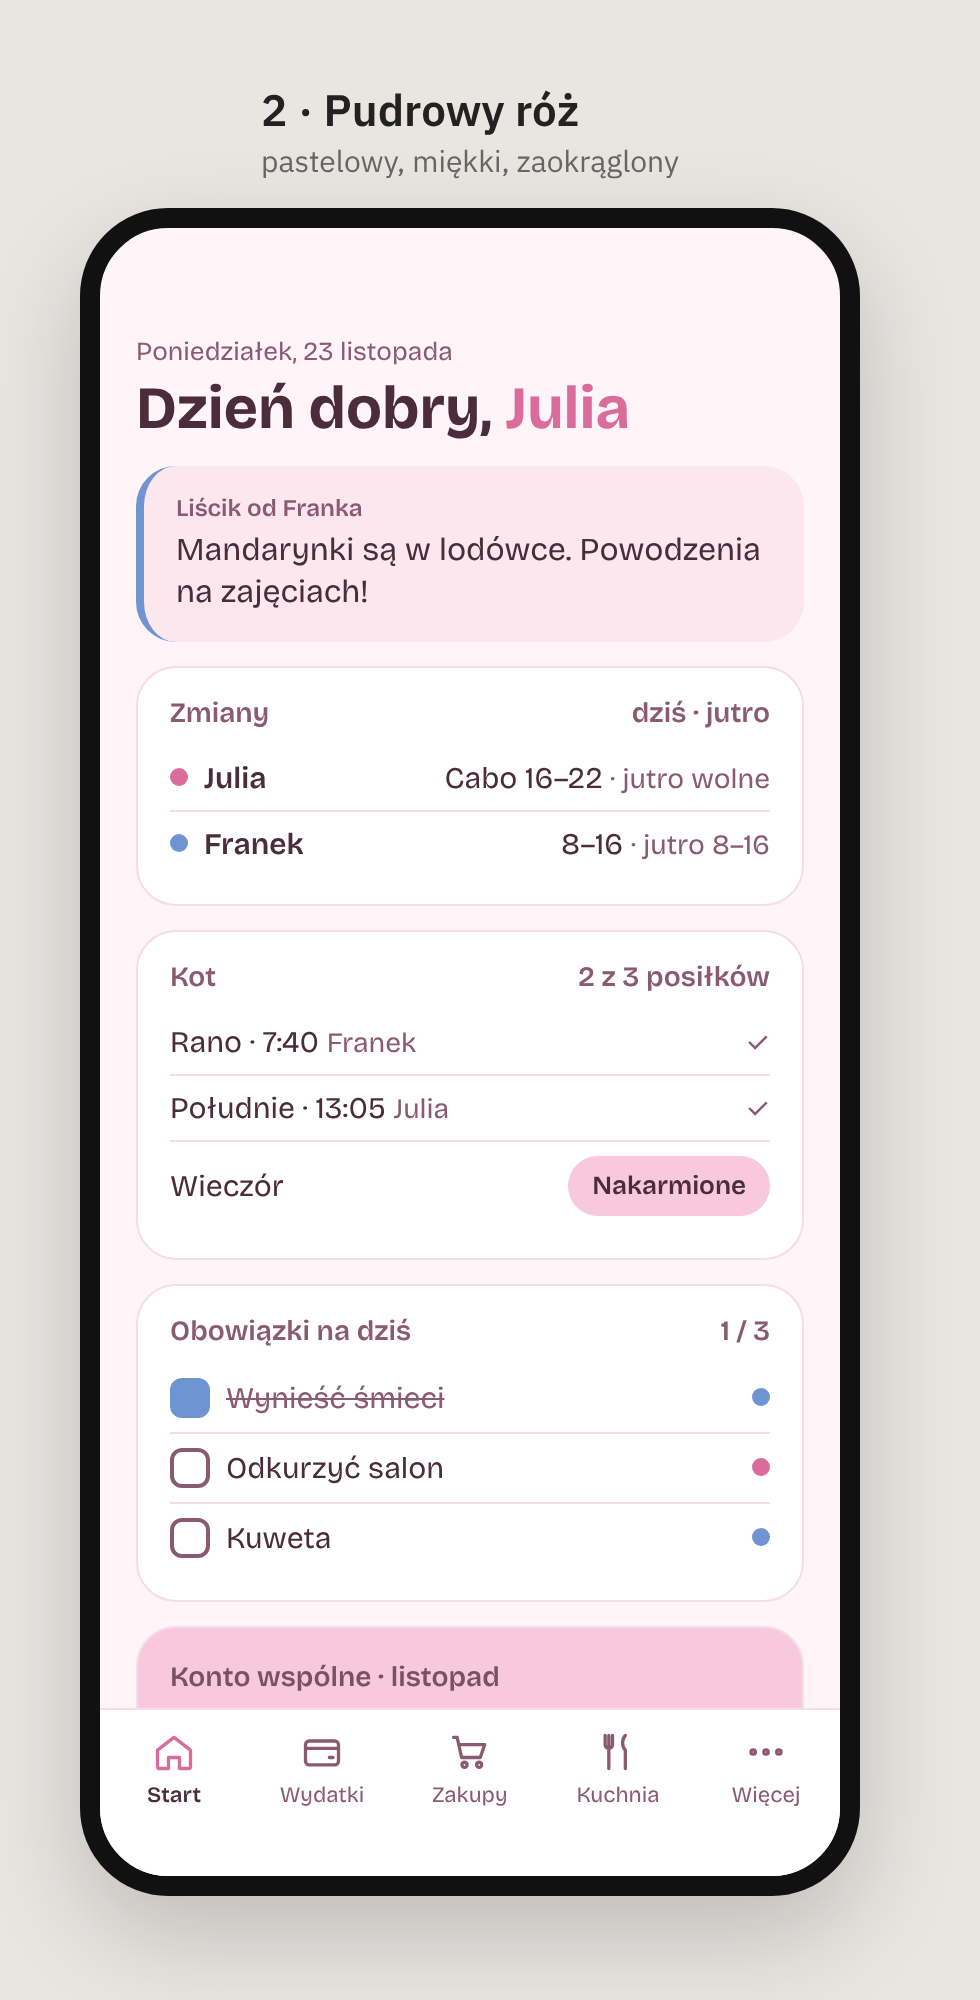 2 · Pudrowy róż
pastelowy, miękki, zaokrąglony
Poniedziałek, 23 listopada
Dzień dobry, Julia
Liścik od Franka
Mandarynki są w lodówce. Powodzenia
na zajęciach!
Zmiany dziś · jutro
Julia Cabo 16–22 · jutro wolne
Franek 8–16 · jutro 8–16
Kot 2 z 3 posiłków
Rano · 7:40 Franek
Południe · 13:05 Julia
Wieczór Nakarmione
Obowiązki na dziś 1 / 3
Wynieść śmieci
Odkurzyć salon
Kuweta
Konto wspólne · listopad
Start Wydatki Zakupy Kuchnia Więcej